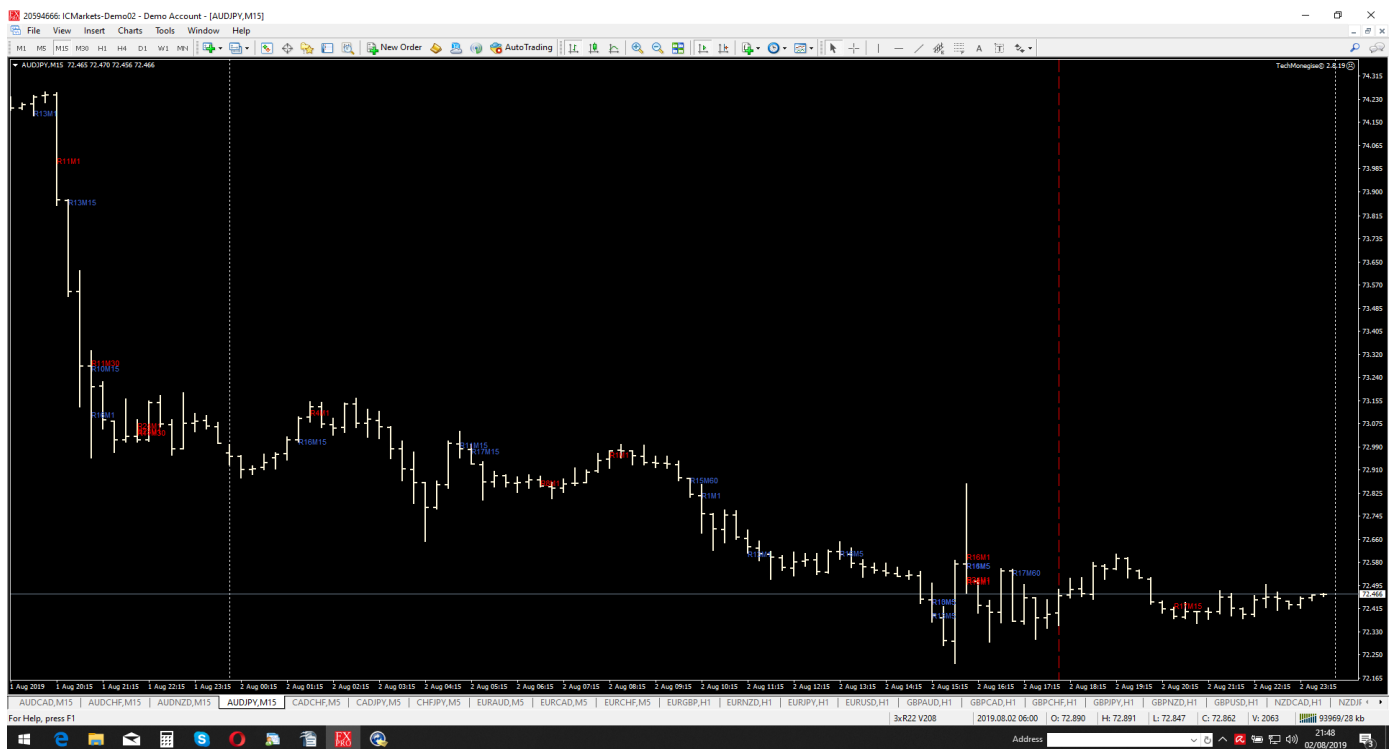 20594666: ICMarkets-Demo02 - Demo Account - [AUDJPY,M15]
File View Insert Charts Tools Window Help
M1 M5 M15 M30 H1 H4 D1 W1 MN New Order AutoTrading A T
AUDJPY,M15 72.465 72.470 72.456 72.466
TechMonegise© 2.8.19
74.315
74.230
R13M1
74.150
74.065
R11M1
73.985
73.900
R13M15
73.815
73.735
73.650
73.570
73.485
73.405
73.320
R11M30
R10M15
73.240
73.155
R4M1
73.075
R16M15
72.990
R17M15
72.910
R15M60
72.825
R1M1
72.745
72.660
R16M1
72.580
R17M60
72.495
72.466
72.415
R18M5
72.330
72.250
72.165
1 Aug 2019 1 Aug 20:15 1 Aug 21:15 1 Aug 22:15 1 Aug 23:15 2 Aug 00:15 2 Aug 01:15 2 Aug 02:15 2 Aug 03:15 2 Aug 04:15 2 Aug 05:15 2 Aug 06:15 2 Aug 07:15 2 Aug 08:15 2 Aug 09:15 2 Aug 10:15 2 Aug 11:15 2 Aug 12:15 2 Aug 13:15 2 Aug 14:15 2 Aug 15:15 2 Aug 16:15 2 Aug 17:15 2 Aug 18:15 2 Aug 19:15 2 Aug 20:15 2 Aug 21:15 2 Aug 22:15 2 Aug 23:15
AUDCAD,M15 AUDCHF,M15 AUDNZD,M15 AUDJPY,M15 CADCHF,M5 CADJPY,M5 CHFJPY,M5 EURAUD,M5 EURCAD,M5 EURCHF,M5 EURGBP,H1 EURNZD,H1 EURJPY,H1 EURUSD,H1 GBPAUD,H1 GBPCAD,H1 GBPCHF,H1 GBPJPY,H1 GBPNZD,H1 GBPUSD,H1 NZDCAD,H1 NZDJF
For Help, press F1
3xR22 V208 2019.08.02 06:00 O: 72.890 H: 72.891 L: 72.847 C: 72.862 V: 2063 93969/28 kb
FX PRO
Address
21:48
02/08/2019
3